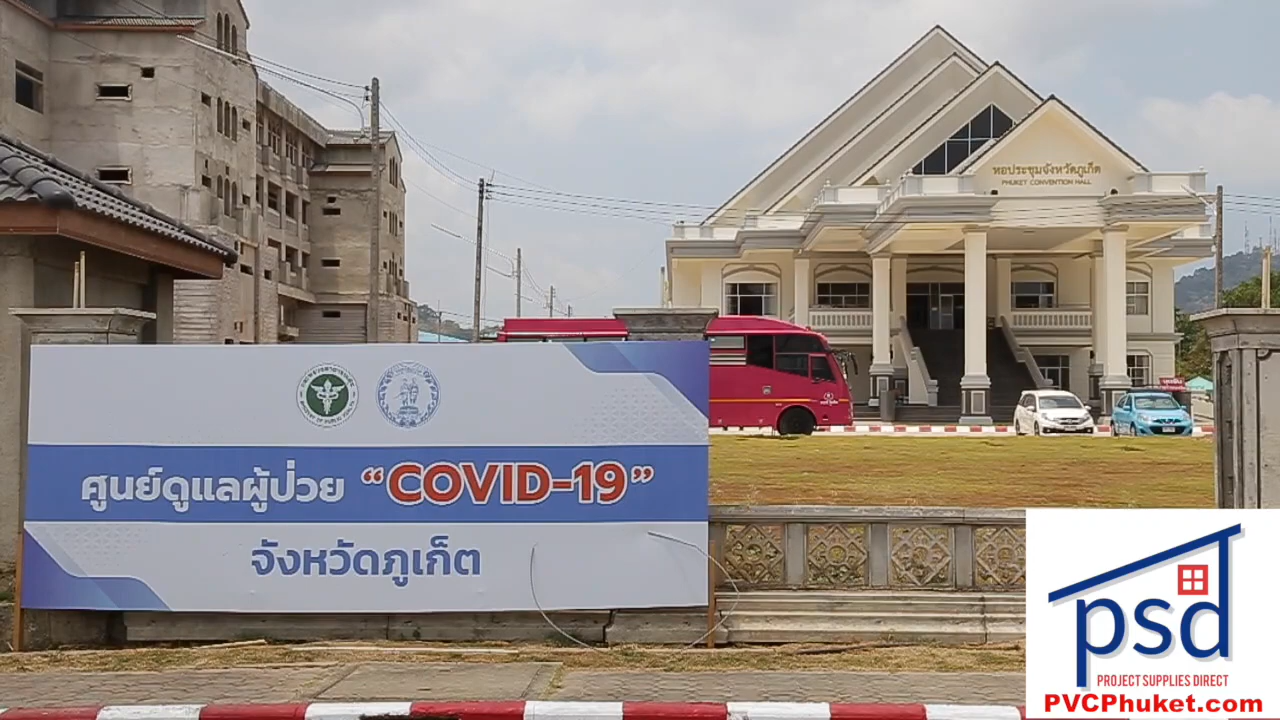 หอประชุมจังหวัดภูเก็ต
PHUKET CONVENTION HALL
ศูนย์ดูแลผู้ป่วย “COVID-19”
จังหวัดภูเก็ต
psd
PROJECT SUPPLIES DIRECT
PVCPhuket.com